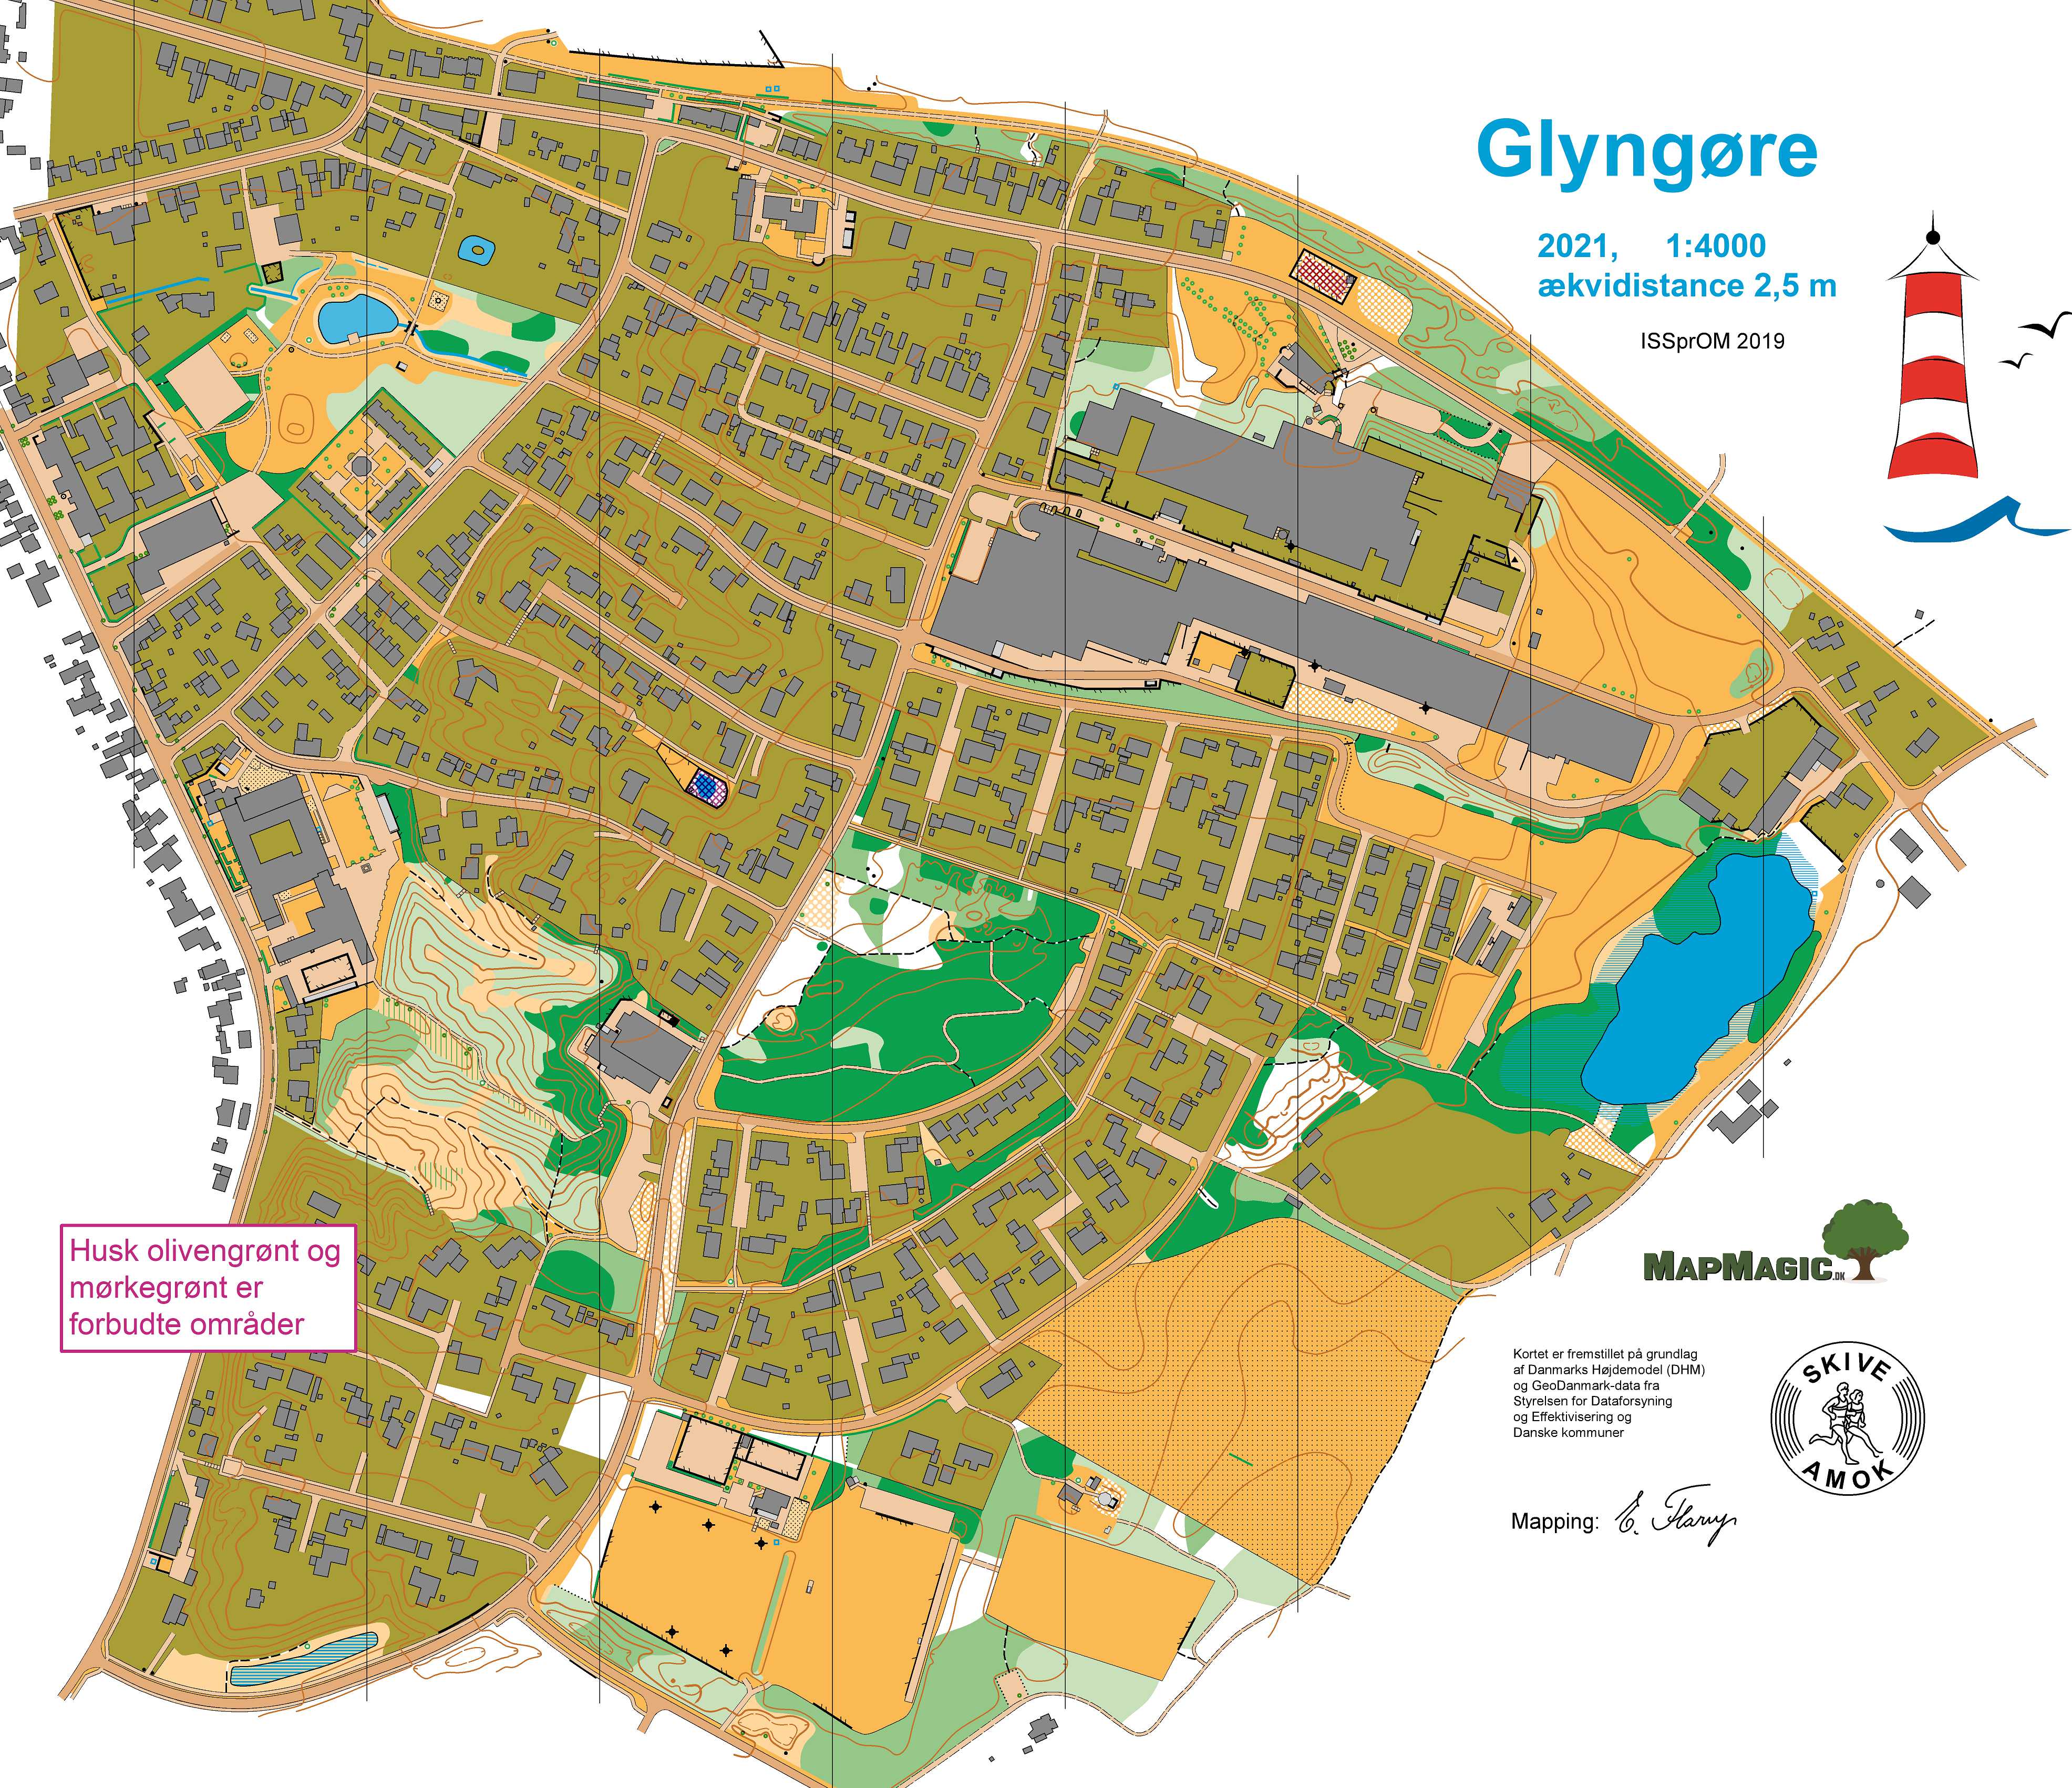 Glyngøre
2021, 1:4000
ækvidistance 2,5 m
ISSprOM 2019
Husk olivengrønt og
mørkegrønt er
forbudte områder
MAPMAGIC.DK
Kortet er fremstillet på grundlag
af Danmarks Højdemodel (DHM)
og GeoDanmark-data fra
Styrelsen for Dataforsyning
og Effektivisering og
Danske kommuner
SKIVE
AMOK
Mapping: